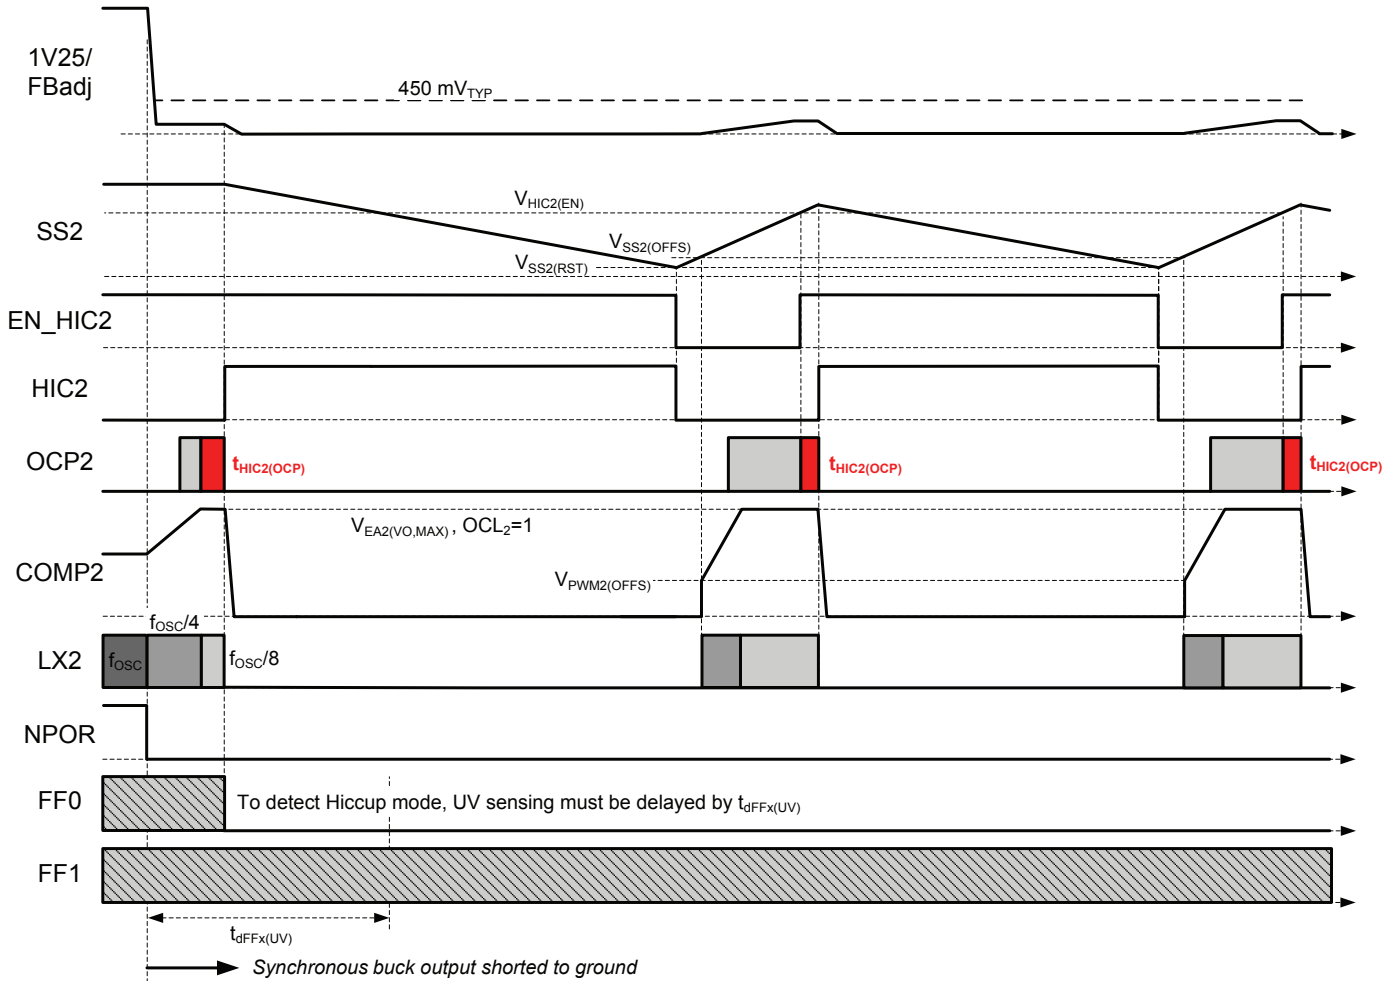 1V25/
FBadj
450 mVTYP
SS2
VHIC2(EN)
VSS2(OFFS)
VSS2(RST)
EN_HIC2
HIC2
OCP2
tHIC2(OCP)
tHIC2(OCP)
tHIC2(OCP)
COMP2
VEA2(VO,MAX) , OCL2=1
VPWM2(OFFS)
LX2
fOSC
fOSC/4
fOSC/8
NPOR
FF0
To detect Hiccup mode, UV sensing must be delayed by tdFFx(UV)
FF1
tdFFx(UV)
Synchronous buck output shorted to ground